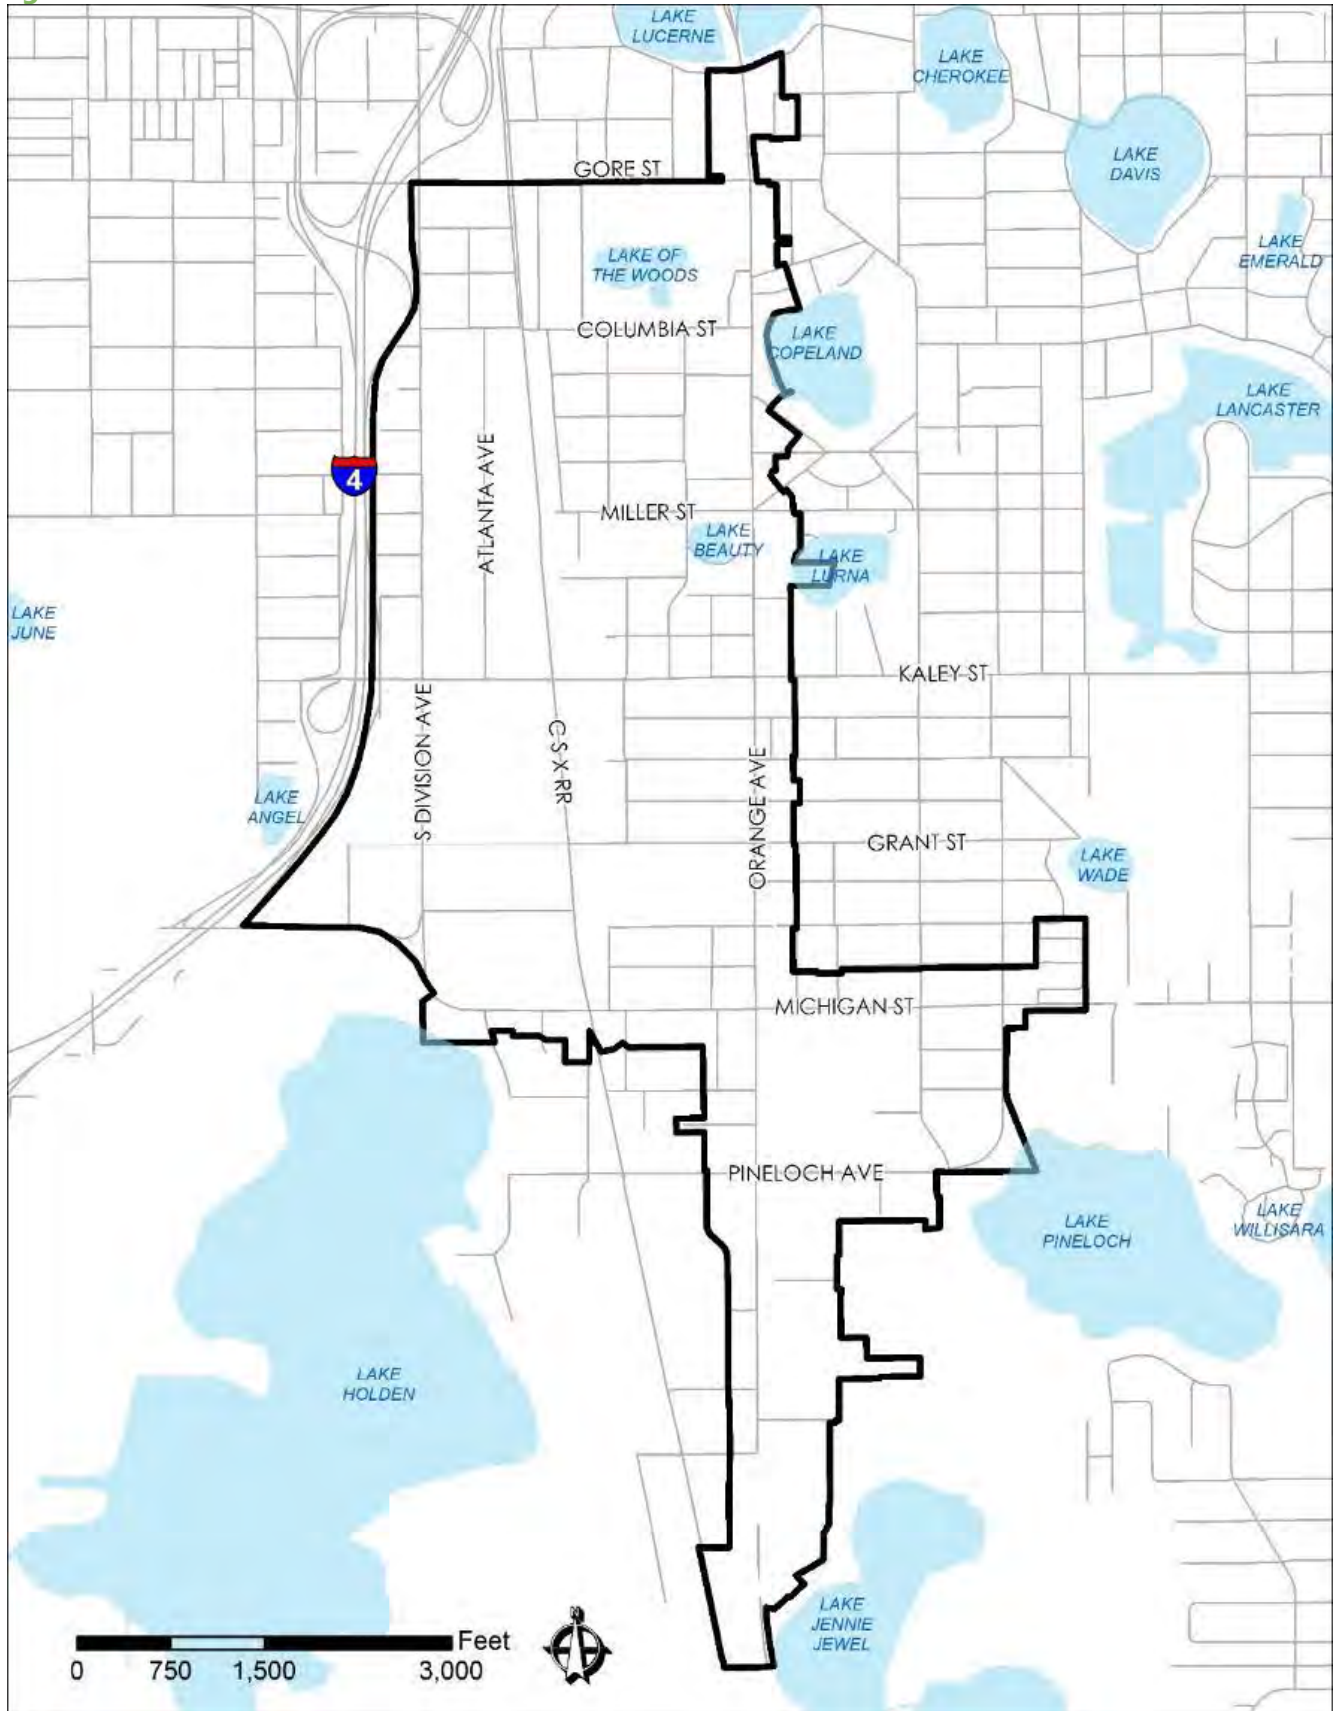 LAKE
LUCERNE
LAKE
CHEROKEE
LAKE
DAVIS
GORE ST
LAKE
EMERALD
LAKE OF
THE WOODS
COLUMBIA ST
LAKE
COPELAND
LAKE
LANCASTER
4
ATLANTA AVE
MILLER ST
LAKE
BEAUTY
LAKE
LURNA
LAKE
JUNE
KALEY ST
S DIVISION AVE
C S X RR
ORANGE AVE
LAKE
ANGEL
GRANT ST
LAKE
WADE
MICHIGAN ST
PINELOCH AVE
LAKE
PINELOCH
LAKE
WILLISARA
LAKE
HOLDEN
LAKE
JENNIE
JEWEL
N
Feet
0 750 1,500 3,000